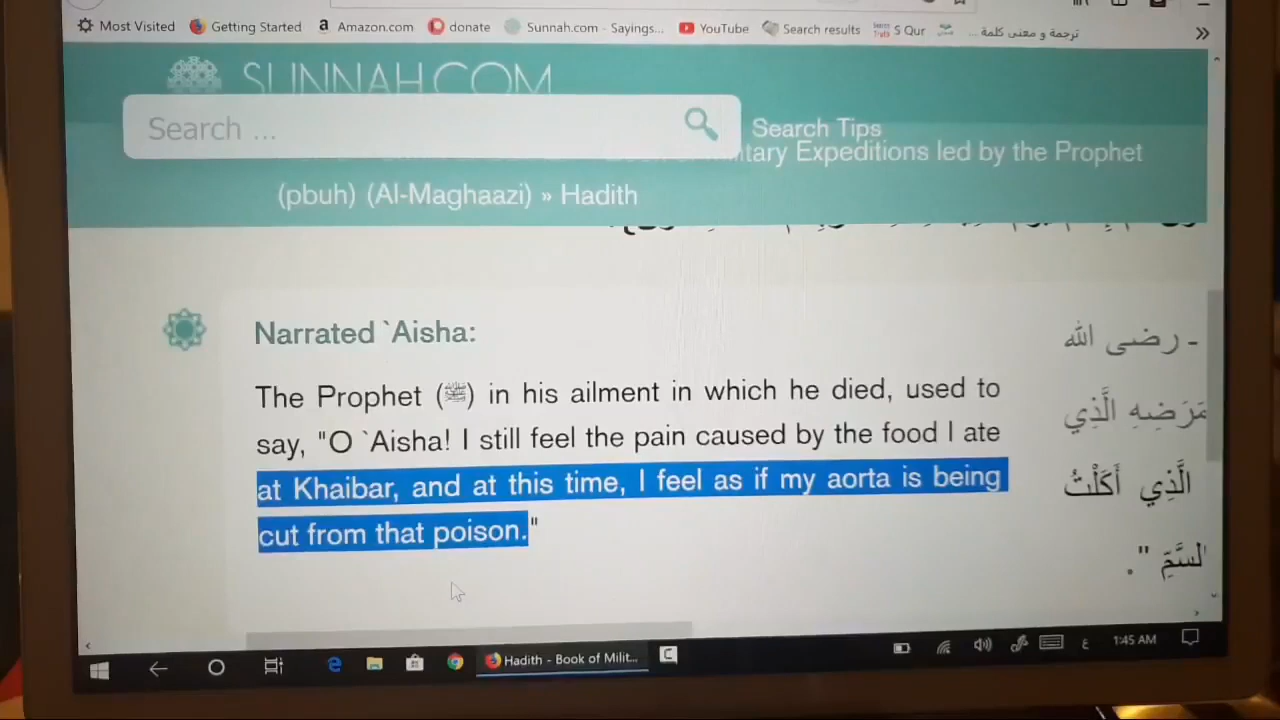 Most Visited Getting Started Amazon.com donate Sunnah.com - Sayings... YouTube Search results S Qur ترجمة و معنى كلمة ...
SUNNAH.COM
Search ...
Search Tips
Expeditions led by the Prophet
(pbuh) (Al-Maghaazi) » Hadith
Narrated `Aisha:
- رضى الله
The Prophet (ﷺ) in his ailment in which he died, used to
مَرَضِهِ الَّذِي
say, "O `Aisha! I still feel the pain caused by the food I ate
at Khaibar, and at this time, I feel as if my aorta is being
الَّذِي أَكَلْتُ
cut from that poison."
السَّمِّ ".
Hadith - Book of Milit...
ع 1:45 AM